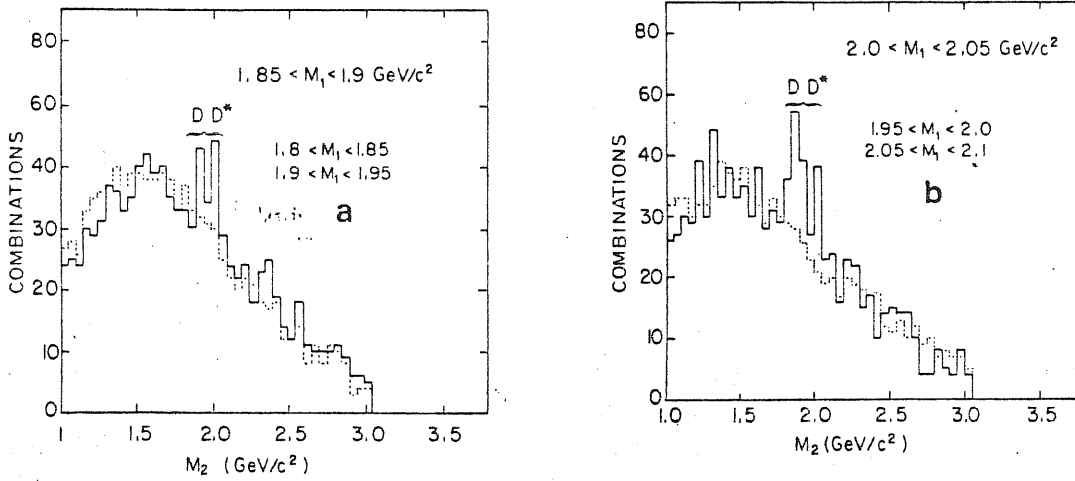 80
60
50
40
30
20
10
0
COMBINATIONS
1.85 < M₁ < 1.9 GeV/c²
D D*
1.8 < M₁ < 1.85
1.9 < M₁ < 1.95
a
1 1.5 2.0 2.5 3.0 3.5
M₂ (GeV/c²)
80
60
50
40
30
20
10
0
COMBINATIONS
2.0 < M₁ < 2.05 GeV/c²
D D*
1.95 < M₁ < 2.0
2.05 < M₁ < 2.1
b
1.0 1.5 2.0 2.5 3.0 3.5
M₂ (GeV/c²)